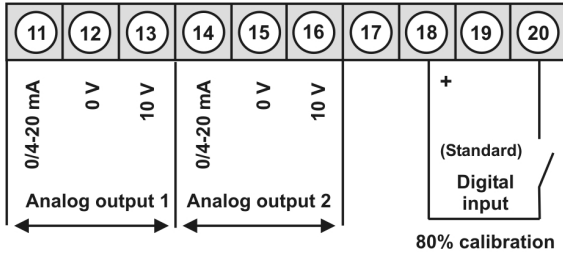 11 12 13 14 15 16 17 18 19 20
0/4-20 mA
0 V
10 V
0/4-20 mA
0 V
10 V
+
(Standard)
Digital
input
Analog output 1
Analog output 2
80% calibration